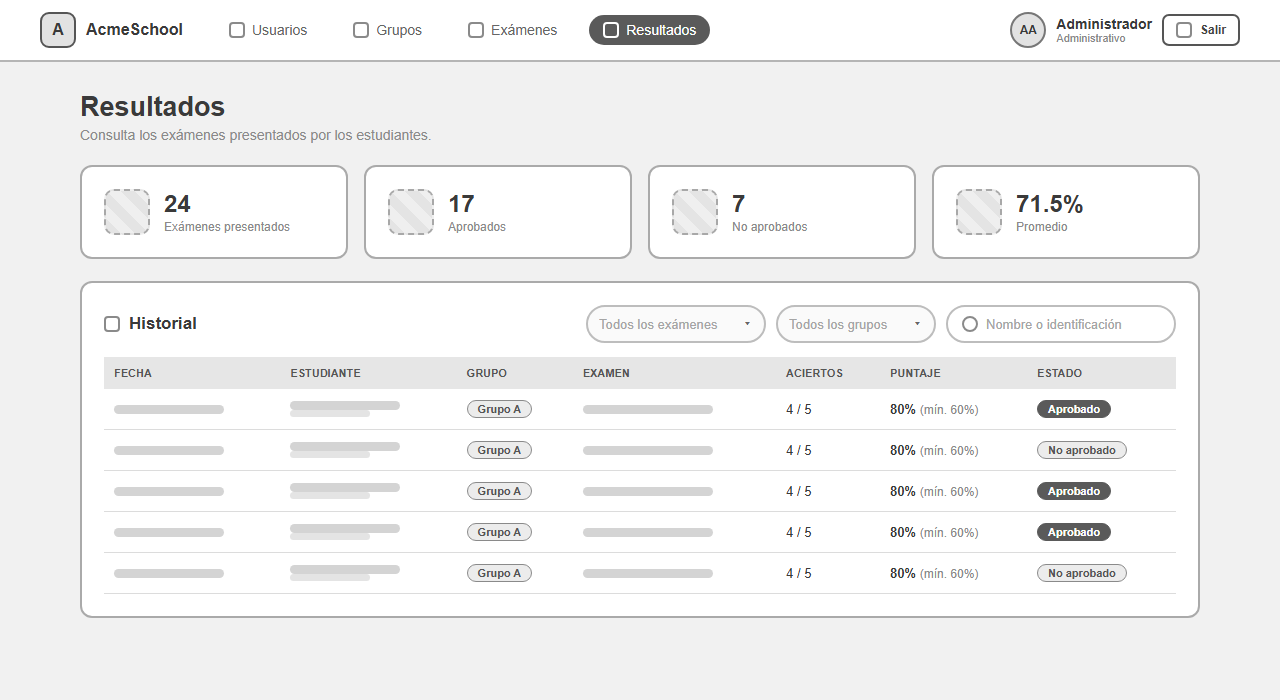 A AcmeSchool Usuarios Grupos Exámenes Resultados AA Administrador Administrativo Salir
Resultados
Consulta los exámenes presentados por los estudiantes.
24
Exámenes presentados
17
Aprobados
7
No aprobados
71.5%
Promedio
Historial Todos los exámenes Todos los grupos Nombre o identificación
FECHA ESTUDIANTE GRUPO EXAMEN ACIERTOS PUNTAJE ESTADO
Grupo A 4 / 5 80% (mín. 60%) Aprobado
Grupo A 4 / 5 80% (mín. 60%) No aprobado
Grupo A 4 / 5 80% (mín. 60%) Aprobado
Grupo A 4 / 5 80% (mín. 60%) Aprobado
Grupo A 4 / 5 80% (mín. 60%) No aprobado